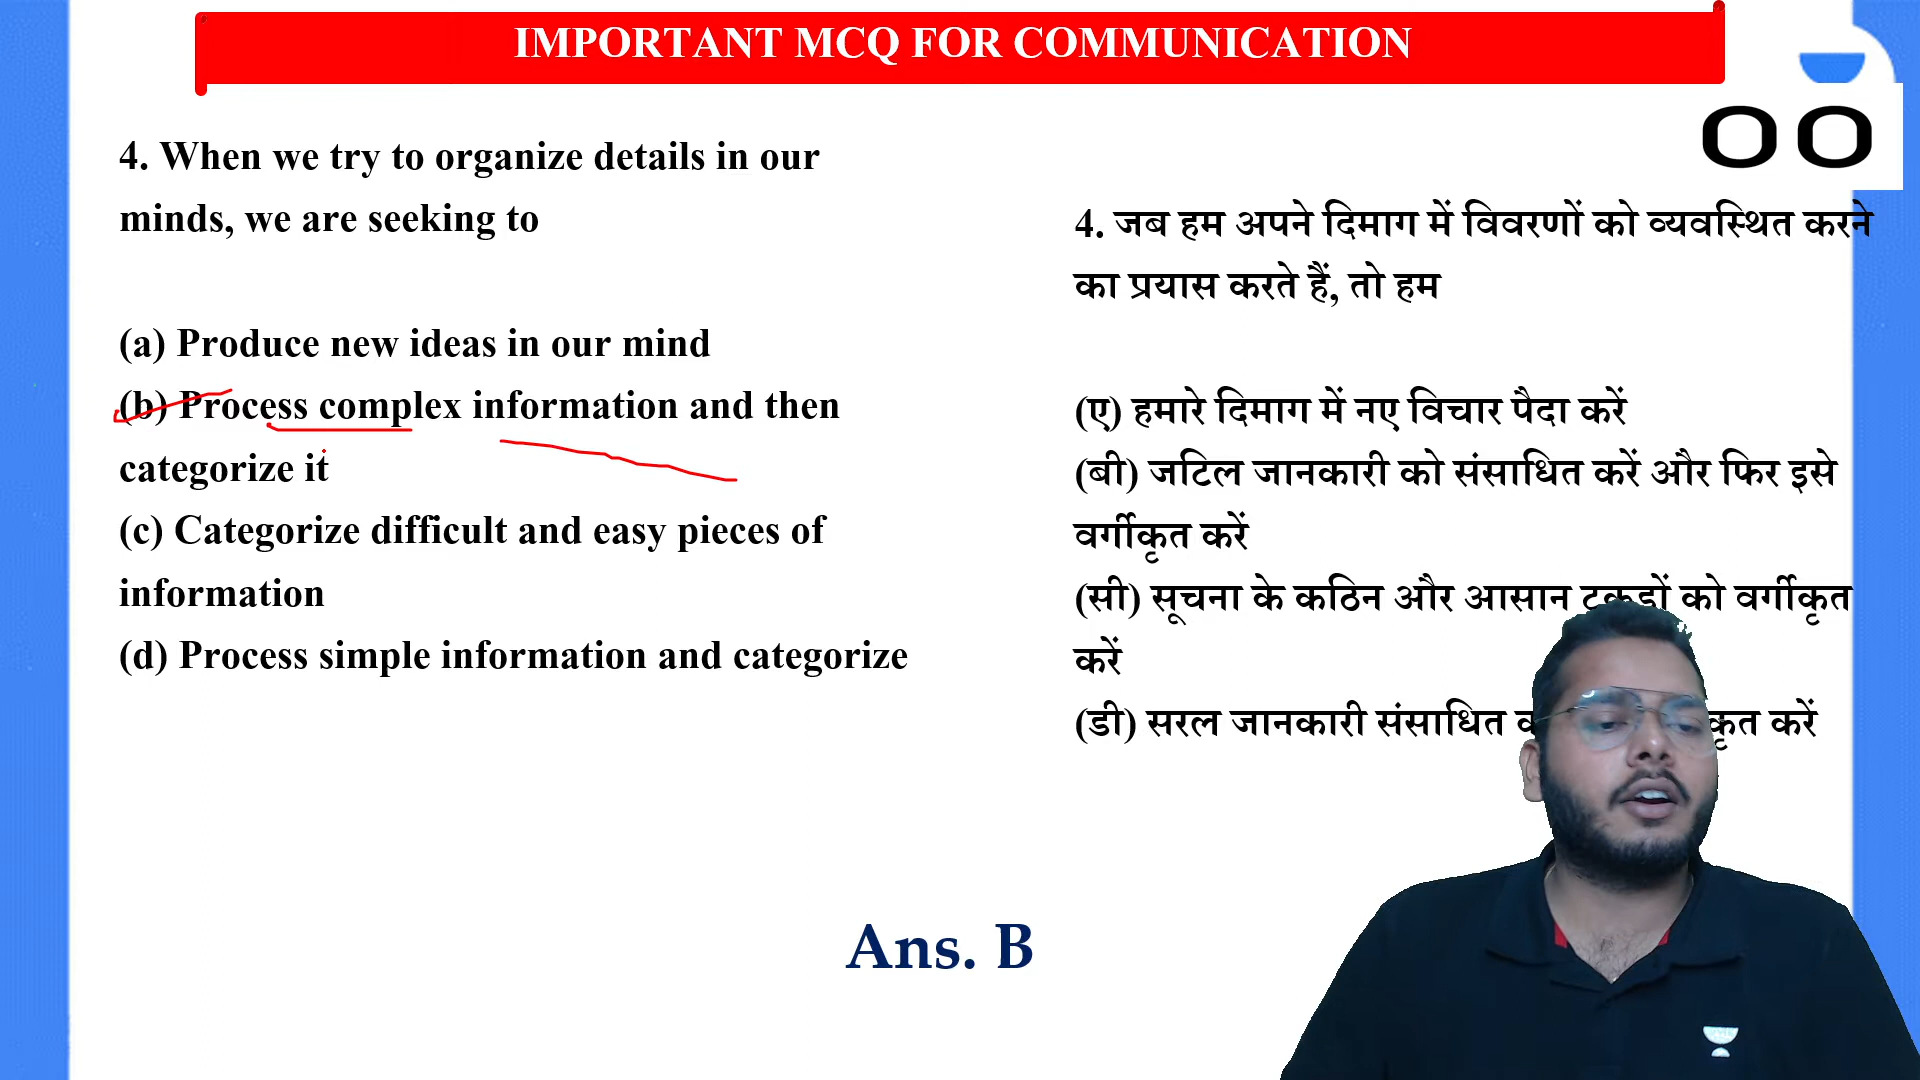 IMPORTANT MCQ FOR COMMUNICATION
4. When we try to organize details in our
minds, we are seeking to
(a) Produce new ideas in our mind
(b) Process complex information and then
categorize it
(c) Categorize difficult and easy pieces of
information
(d) Process simple information and categorize
4. जब हम अपने दिमाग में विवरणों को व्यवस्थित करने
का प्रयास करते हैं, तो हम
(ए) हमारे दिमाग में नए विचार पैदा करें
(बी) जटिल जानकारी को संसाधित करें और फिर इसे
वर्गीकृत करें
(सी) सूचना के कठिन और आसान टुकड़ों को वर्गीकृत
करें
(डी) सरल जानकारी संसाधित करें
Ans. B